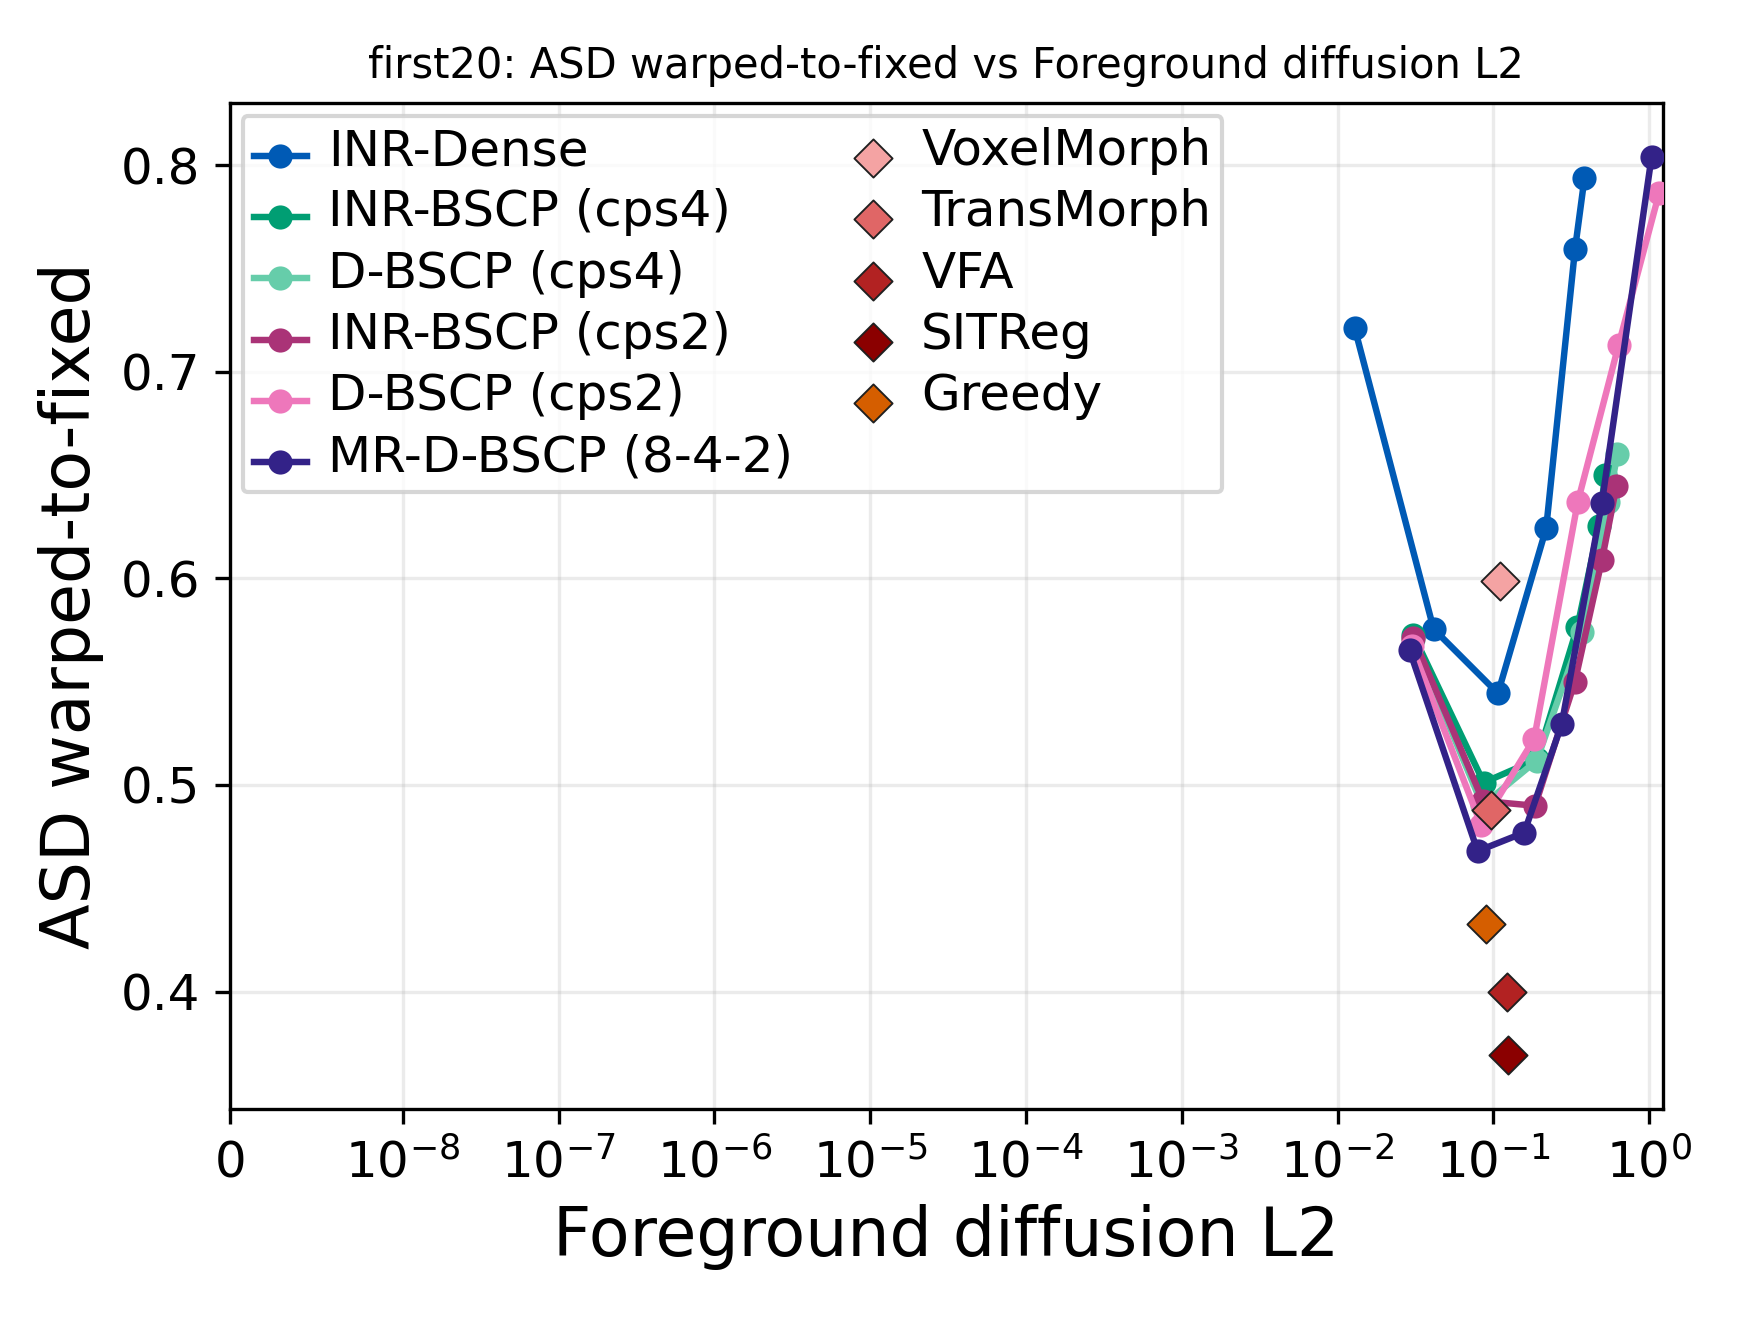 first20: ASD warped-to-fixed vs Foreground diffusion L2
INR-Dense
INR-BSCP (cps4)
D-BSCP (cps4)
INR-BSCP (cps2)
D-BSCP (cps2)
MR-D-BSCP (8-4-2)
VoxelMorph
TransMorph
VFA
SITReg
Greedy
ASD warped-to-fixed
0.8
0.7
0.6
0.5
0.4
0 10⁻⁸ 10⁻⁷ 10⁻⁶ 10⁻⁵ 10⁻⁴ 10⁻³ 10⁻² 10⁻¹ 10⁰
Foreground diffusion L2